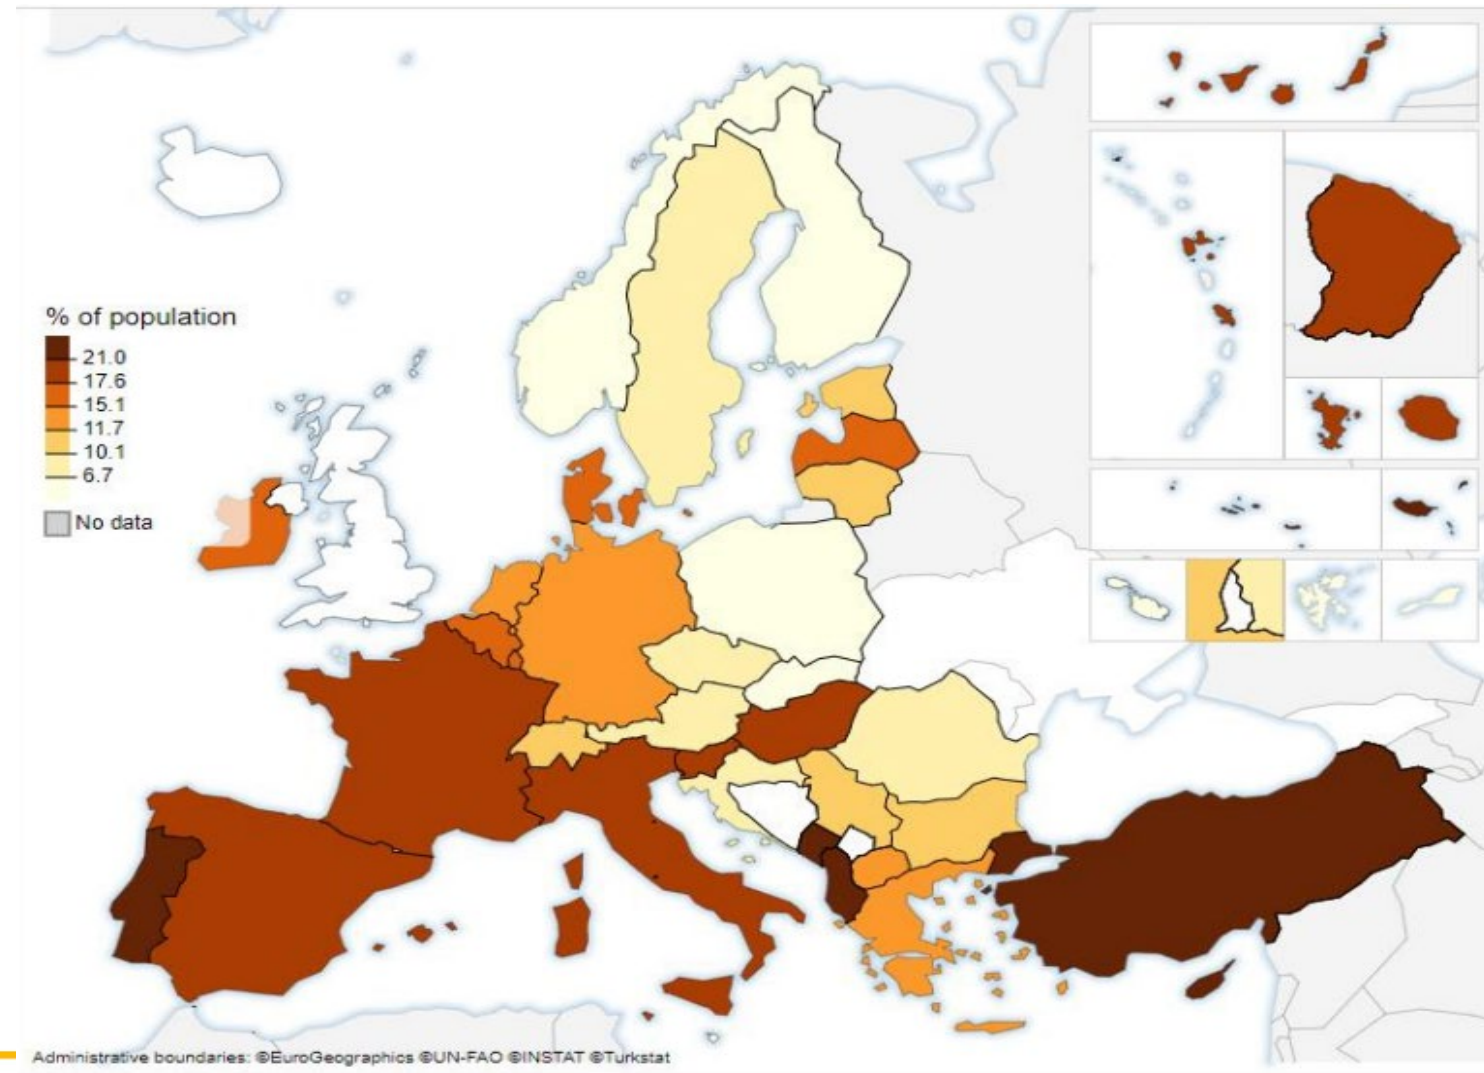 % of population
21.0
17.6
15.1
11.7
10.1
6.7
No data
Administrative boundaries: ©EuroGeographics ©UN-FAO ©INSTAT ©Turkstat